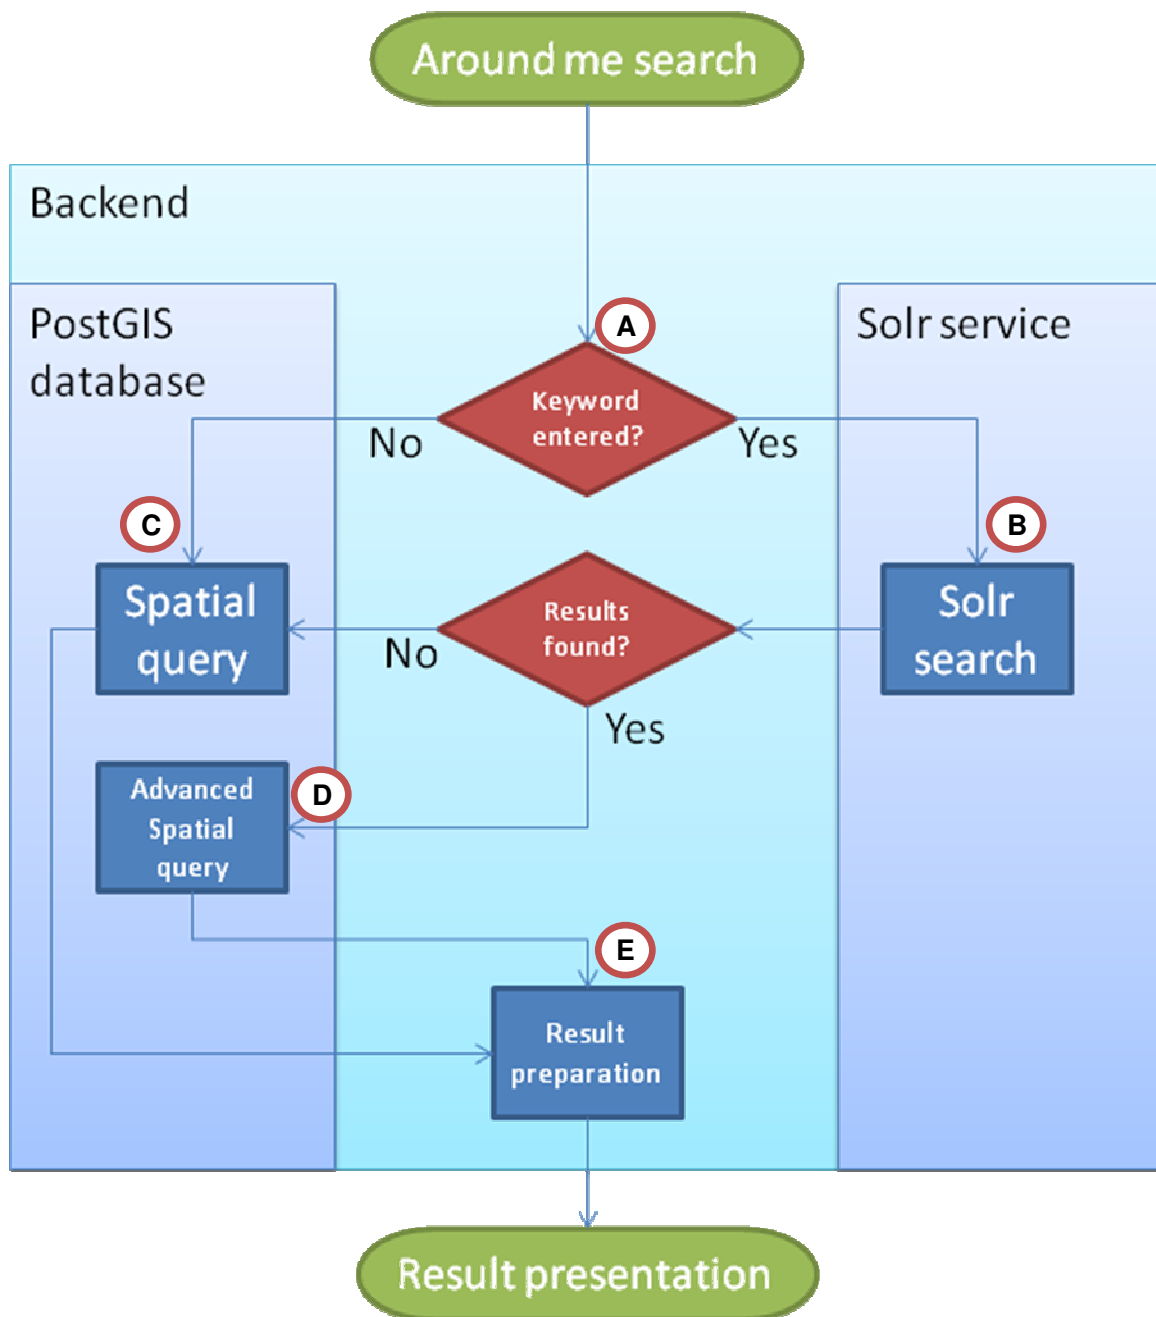 Around me search
Backend
PostGIS
database
Solr service
A
Keyword
entered?
No
Yes
C
B
Spatial
query
Results
found?
Solr
search
No
Yes
Advanced
Spatial
query
D
E
Result
preparation
Result presentation